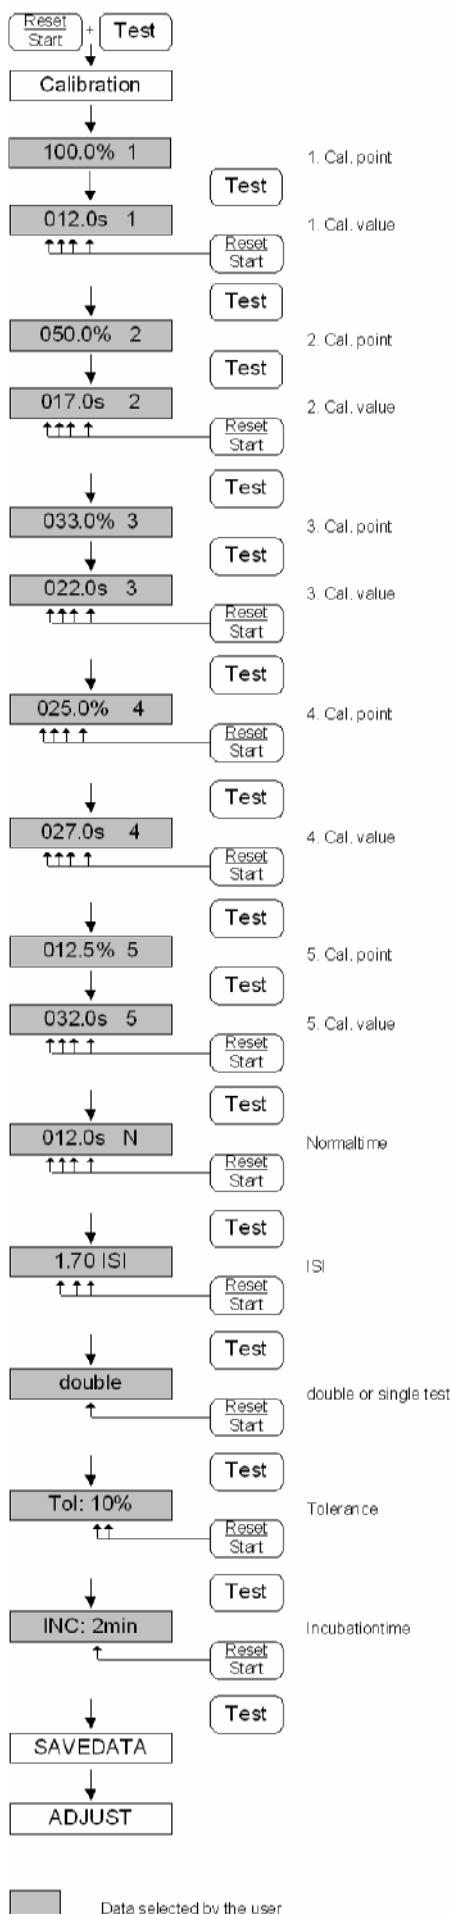 Reset
Start
+
Test
Calibration
100.0% 1
1. Cal. point
Test
012.0s 1
1. Cal. value
Reset
Start
Test
050.0% 2
2. Cal. point
Test
017.0s 2
2. Cal. value
Reset
Start
Test
033.0% 3
3. Cal. point
Test
022.0s 3
3. Cal. value
Reset
Start
Test
025.0% 4
4. Cal. point
Reset
Start
Test
027.0s 4
4. Cal. value
Reset
Start
Test
012.5% 5
5. Cal. point
Test
032.0s 5
5. Cal. value
Reset
Start
Test
012.0s N
Normaltime
Reset
Start
Test
1.70 ISI
ISI
Reset
Start
Test
double
double or single test
Reset
Start
Test
Tol: 10%
Tolerance
Reset
Start
Test
INC: 2min
Incubationtime
Reset
Start
Test
SAVEDATA
ADJUST
Data selected by the user